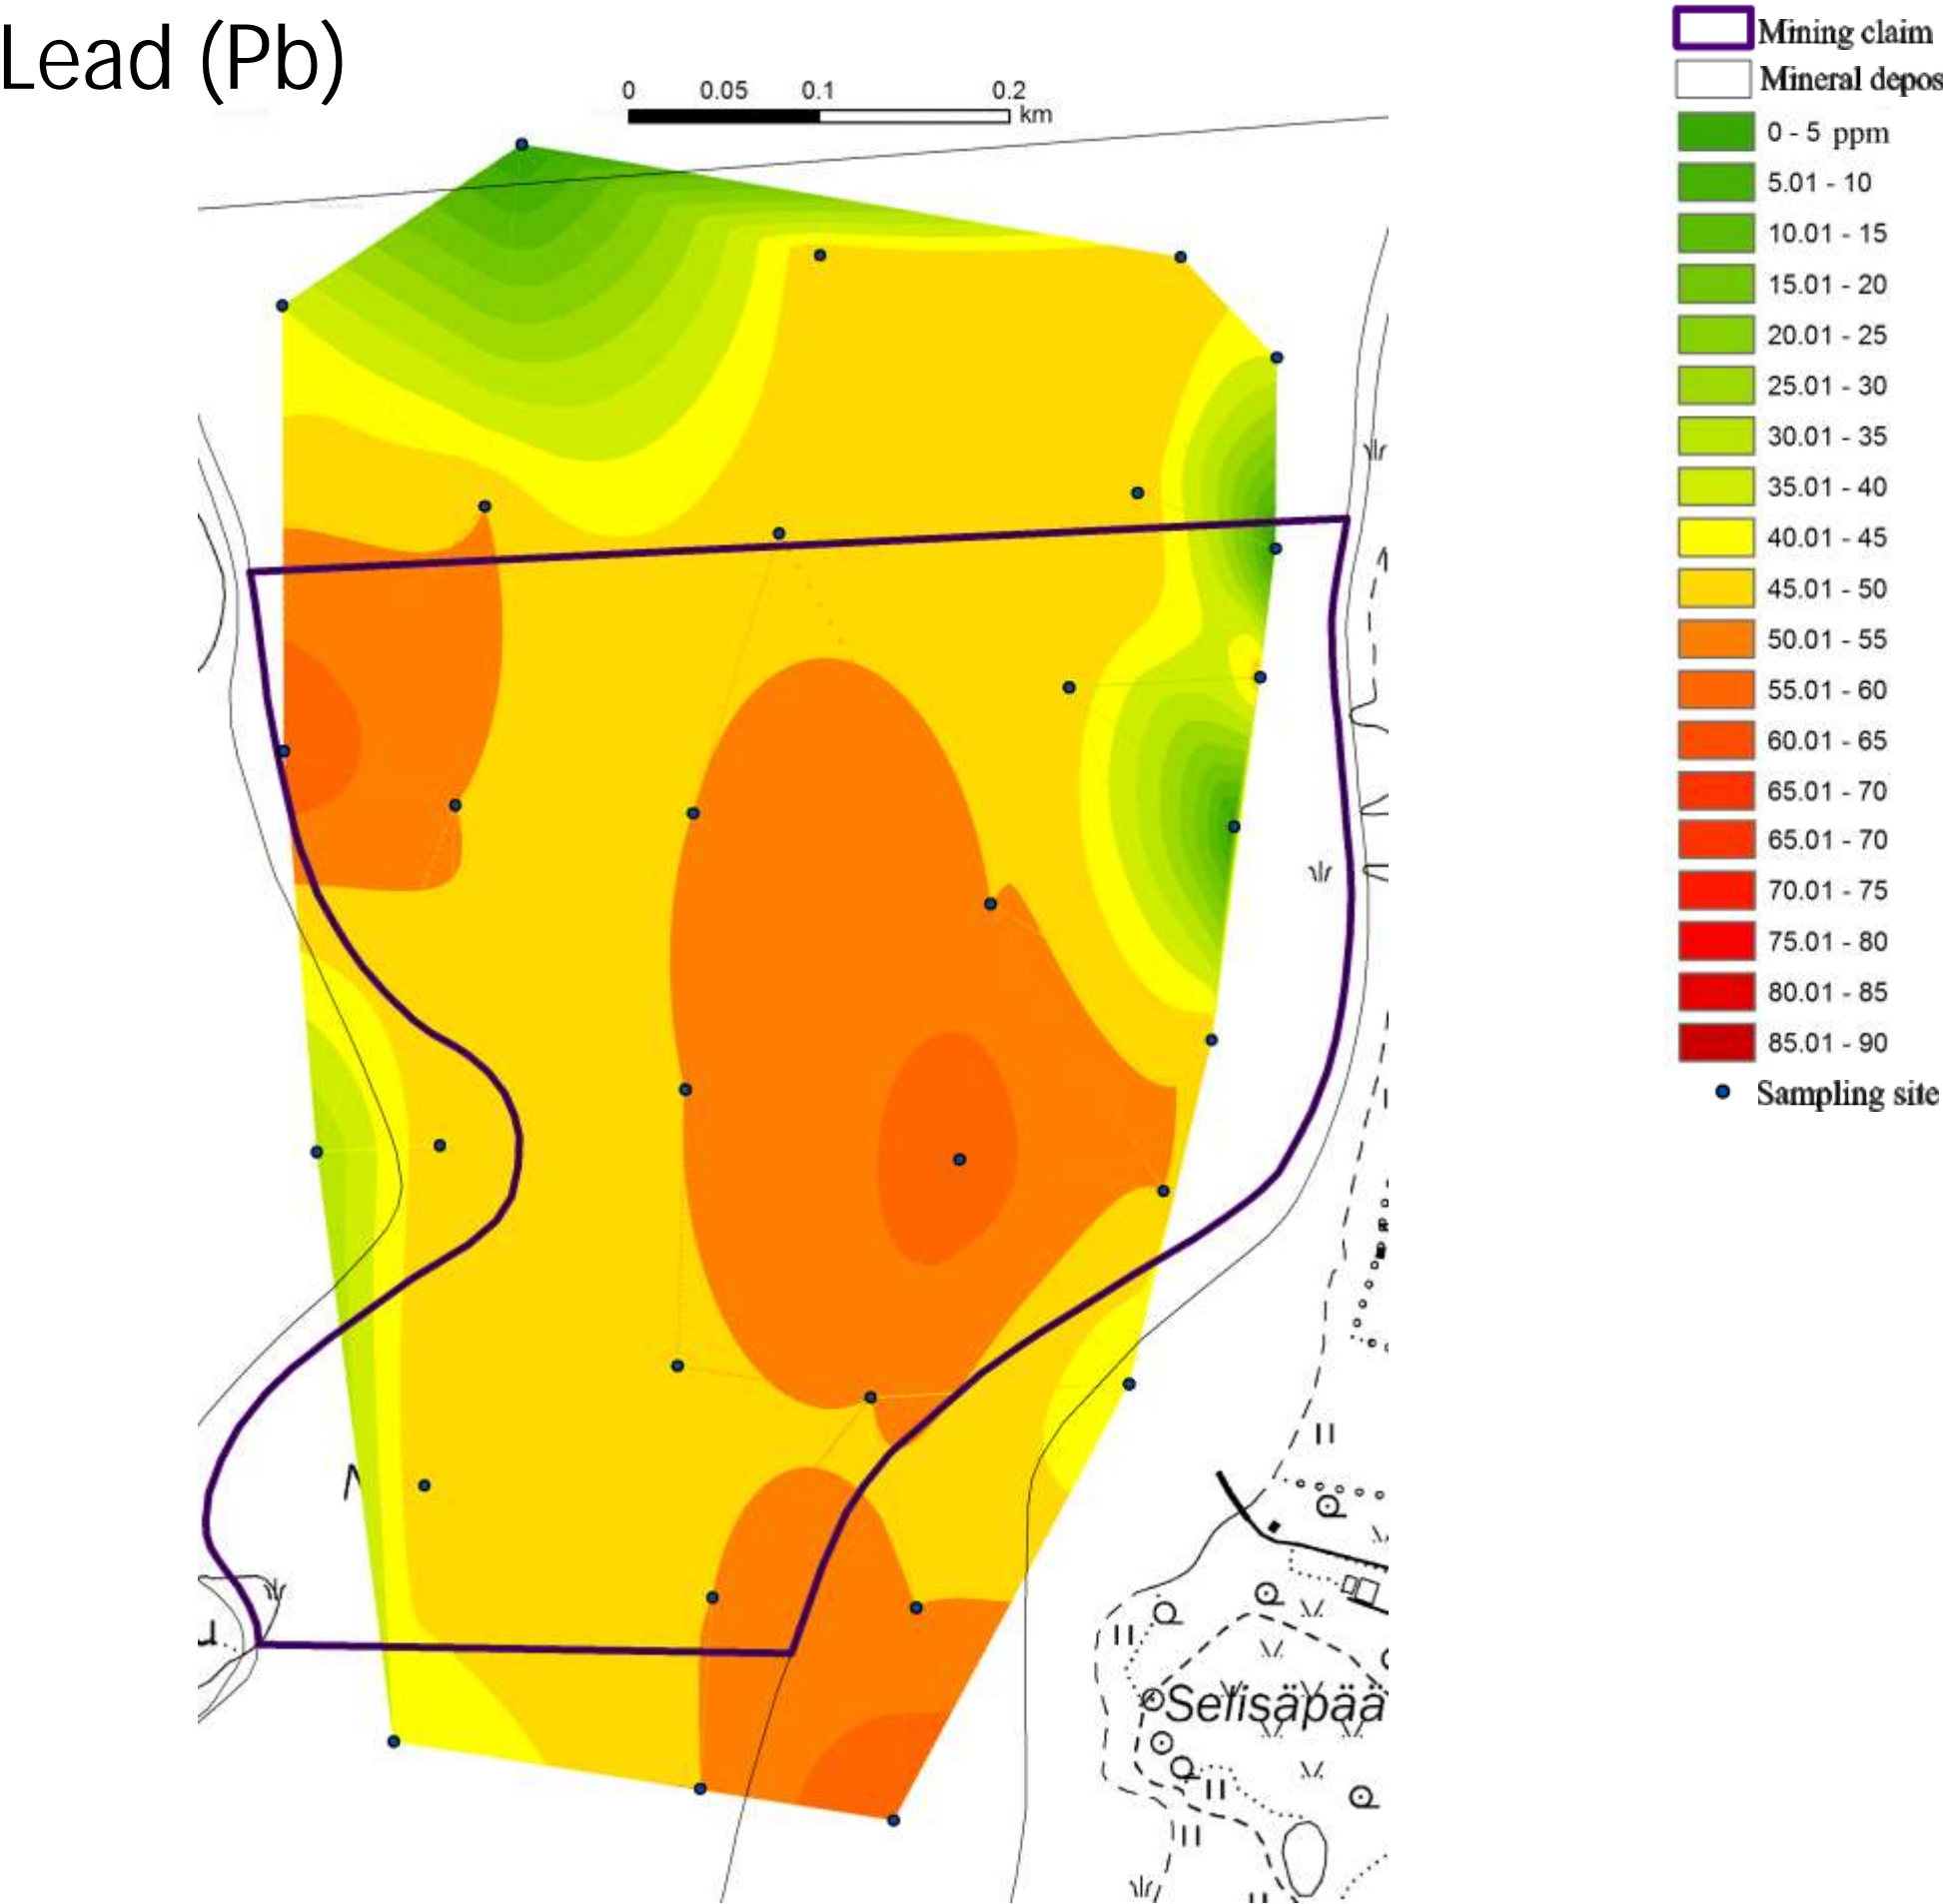 Lead (Pb)
0 0.05 0.1 0.2
km
Mining claim
Mineral depos
0 - 5 ppm
5.01 - 10
10.01 - 15
15.01 - 20
20.01 - 25
25.01 - 30
30.01 - 35
35.01 - 40
40.01 - 45
45.01 - 50
50.01 - 55
55.01 - 60
60.01 - 65
65.01 - 70
65.01 - 70
70.01 - 75
75.01 - 80
80.01 - 85
85.01 - 90
Sampling site
Selisäpää